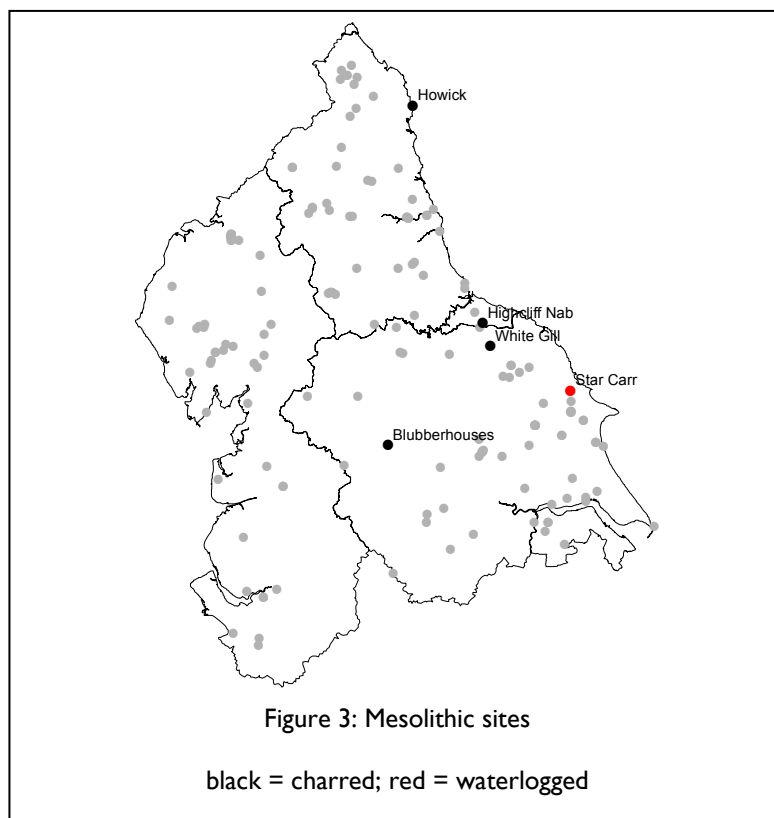 Howick
Highcliff Nab
White Gill
Star Carr
Blubberhouses
Figure 3: Mesolithic sites
black = charred; red = waterlogged